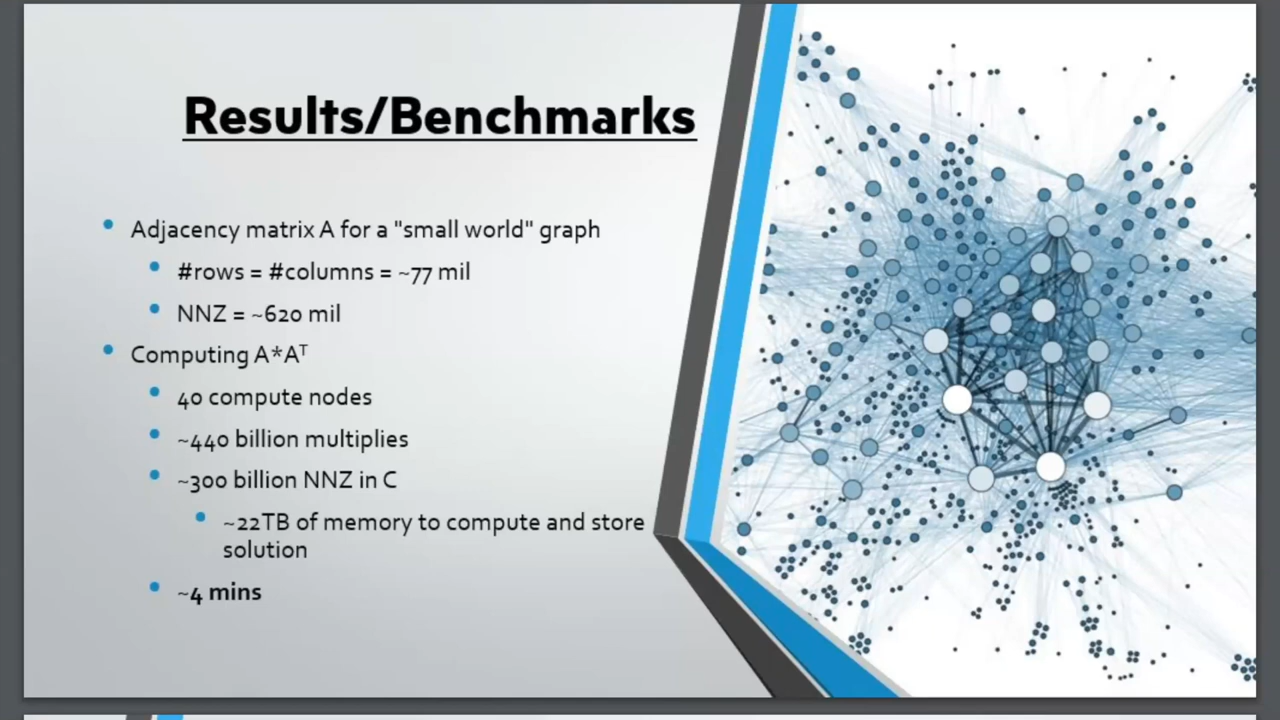 Results/Benchmarks
Adjacency matrix A for a "small world" graph
#rows = #columns = ~77 mil
NNZ = ~620 mil
Computing A*Aᵀ
40 compute nodes
~440 billion multiplies
~300 billion NNZ in C
~22TB of memory to compute and store
solution
~4 mins